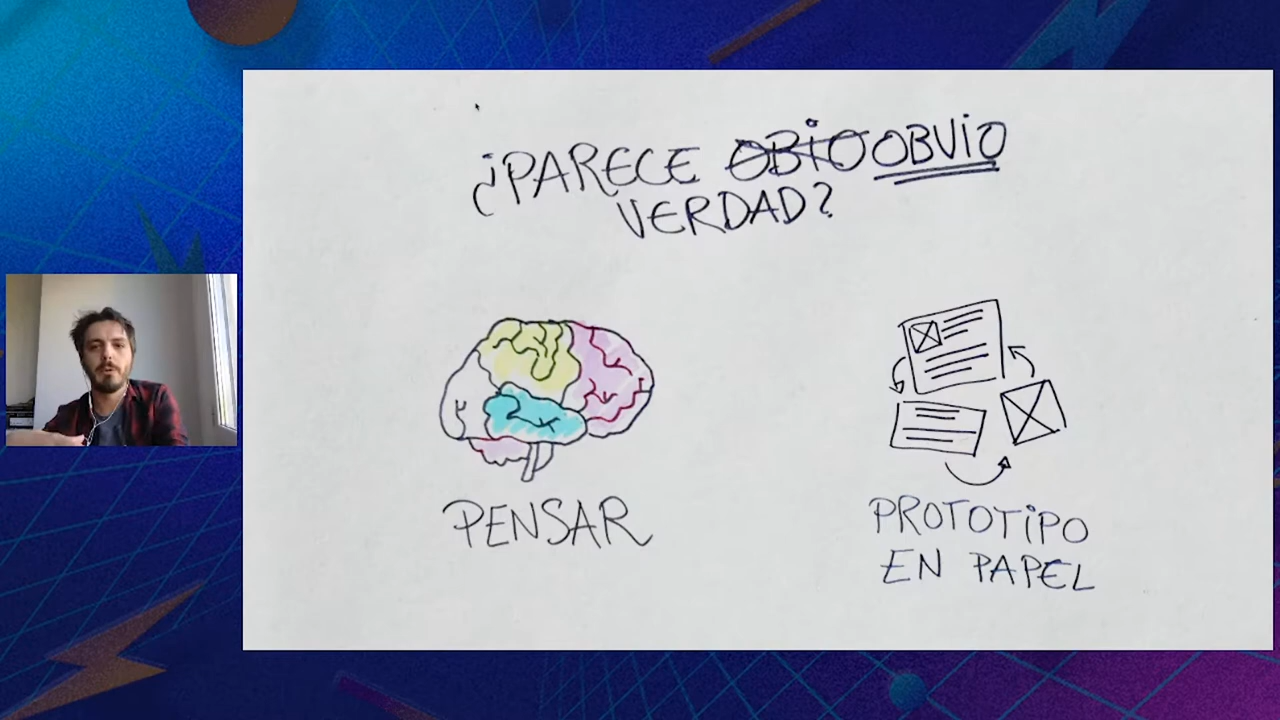 ¿PARECE OBiO OBViO
VERDAD?
PENSAR
PROTOTiPO
EN PAPEL